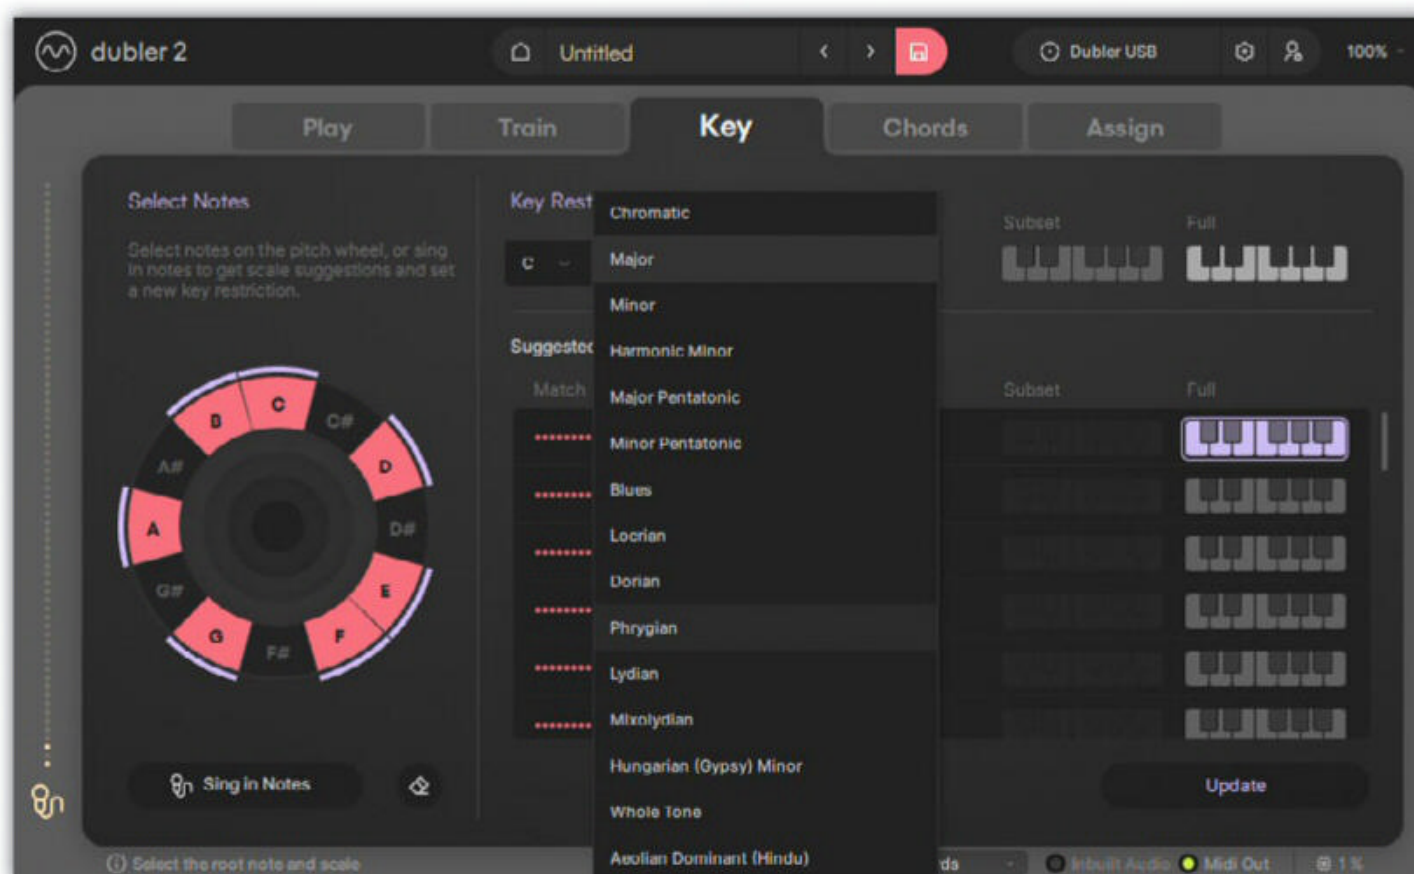 dubler 2
Untitled
Dubler USB
100%
Play
Train
Key
Chords
Assign
Select Notes
Select notes on the pitch wheel, or sing
in notes to get scale suggestions and set
a new key restriction.
B
C
C#
A#
D
A
D#
G#
E
G
F#
F
Sing in Notes
Key Rest
C
Subset
Full
Suggested
Match
Subset
Full
Chromatic
Major
Minor
Harmonic Minor
Major Pentatonic
Minor Pentatonic
Blues
Locrian
Dorian
Phrygian
Lydian
Mixolydian
Hungarian (Gypsy) Minor
Whole Tone
Aeolian Dominant (Hindu)
Update
Select the root note and scale
rds
Inbuilt Audio
Midi Out
1 %